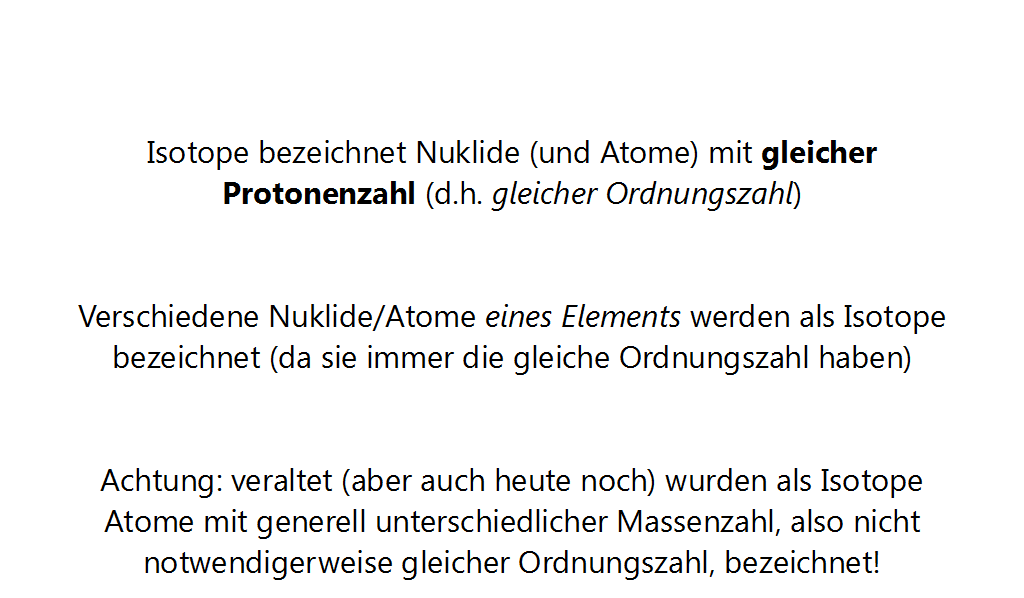 Isotope bezeichnet Nuklide (und Atome) mit gleicher
Protonenzahl (d.h. gleicher Ordnungszahl)
Verschiedene Nuklide/Atome eines Elements werden als Isotope
bezeichnet (da sie immer die gleiche Ordnungszahl haben)
Achtung: veraltet (aber auch heute noch) wurden als Isotope
Atome mit generell unterschiedlicher Massenzahl, also nicht
notwendigerweise gleicher Ordnungszahl, bezeichnet!